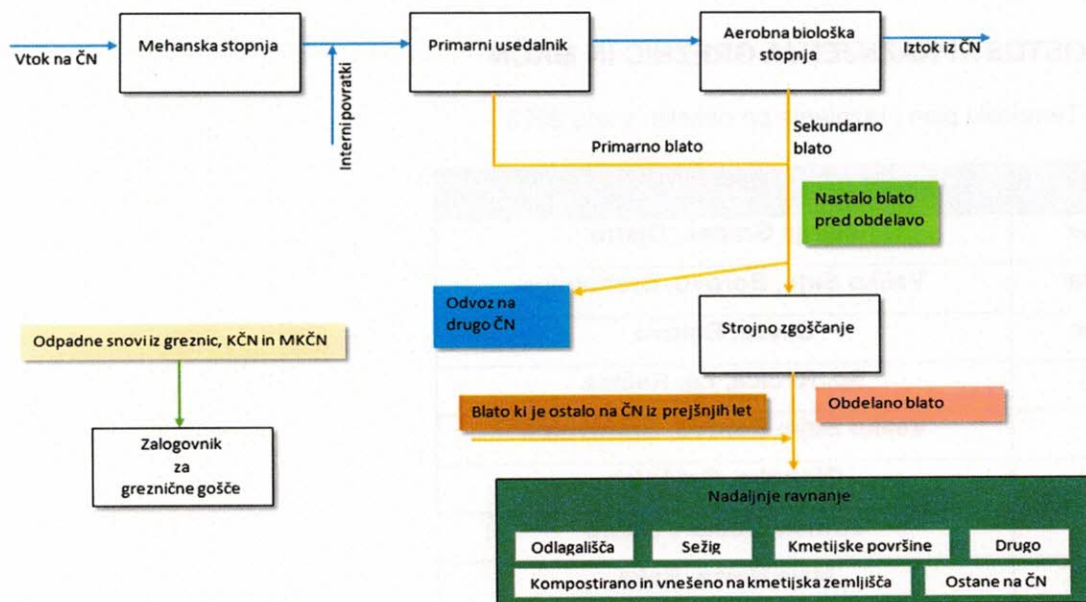 Vtok na ČN
Mehanska stopnja
Interni povratki
Primarni usedalnik
Aerobna biološka
stopnja
Iztok iz ČN
Primarno blato
Sekundarno
blato
Nastalo blato
pred obdelavo
Odvoz na
drugo ČN
Strojno zgoščanje
Odpadne snovi iz greznic, KČN in MKČN
Zalogovnik
za
greznične gošče
Blato ki je ostalo na ČN iz prejšnjih let
Obdelano blato
Nadaljnje ravnanje
Odlagališča
Sežig
Kmetijske površine
Drugo
Kompostirano in vnešeno na kmetijska zemljišča
Ostane na ČN